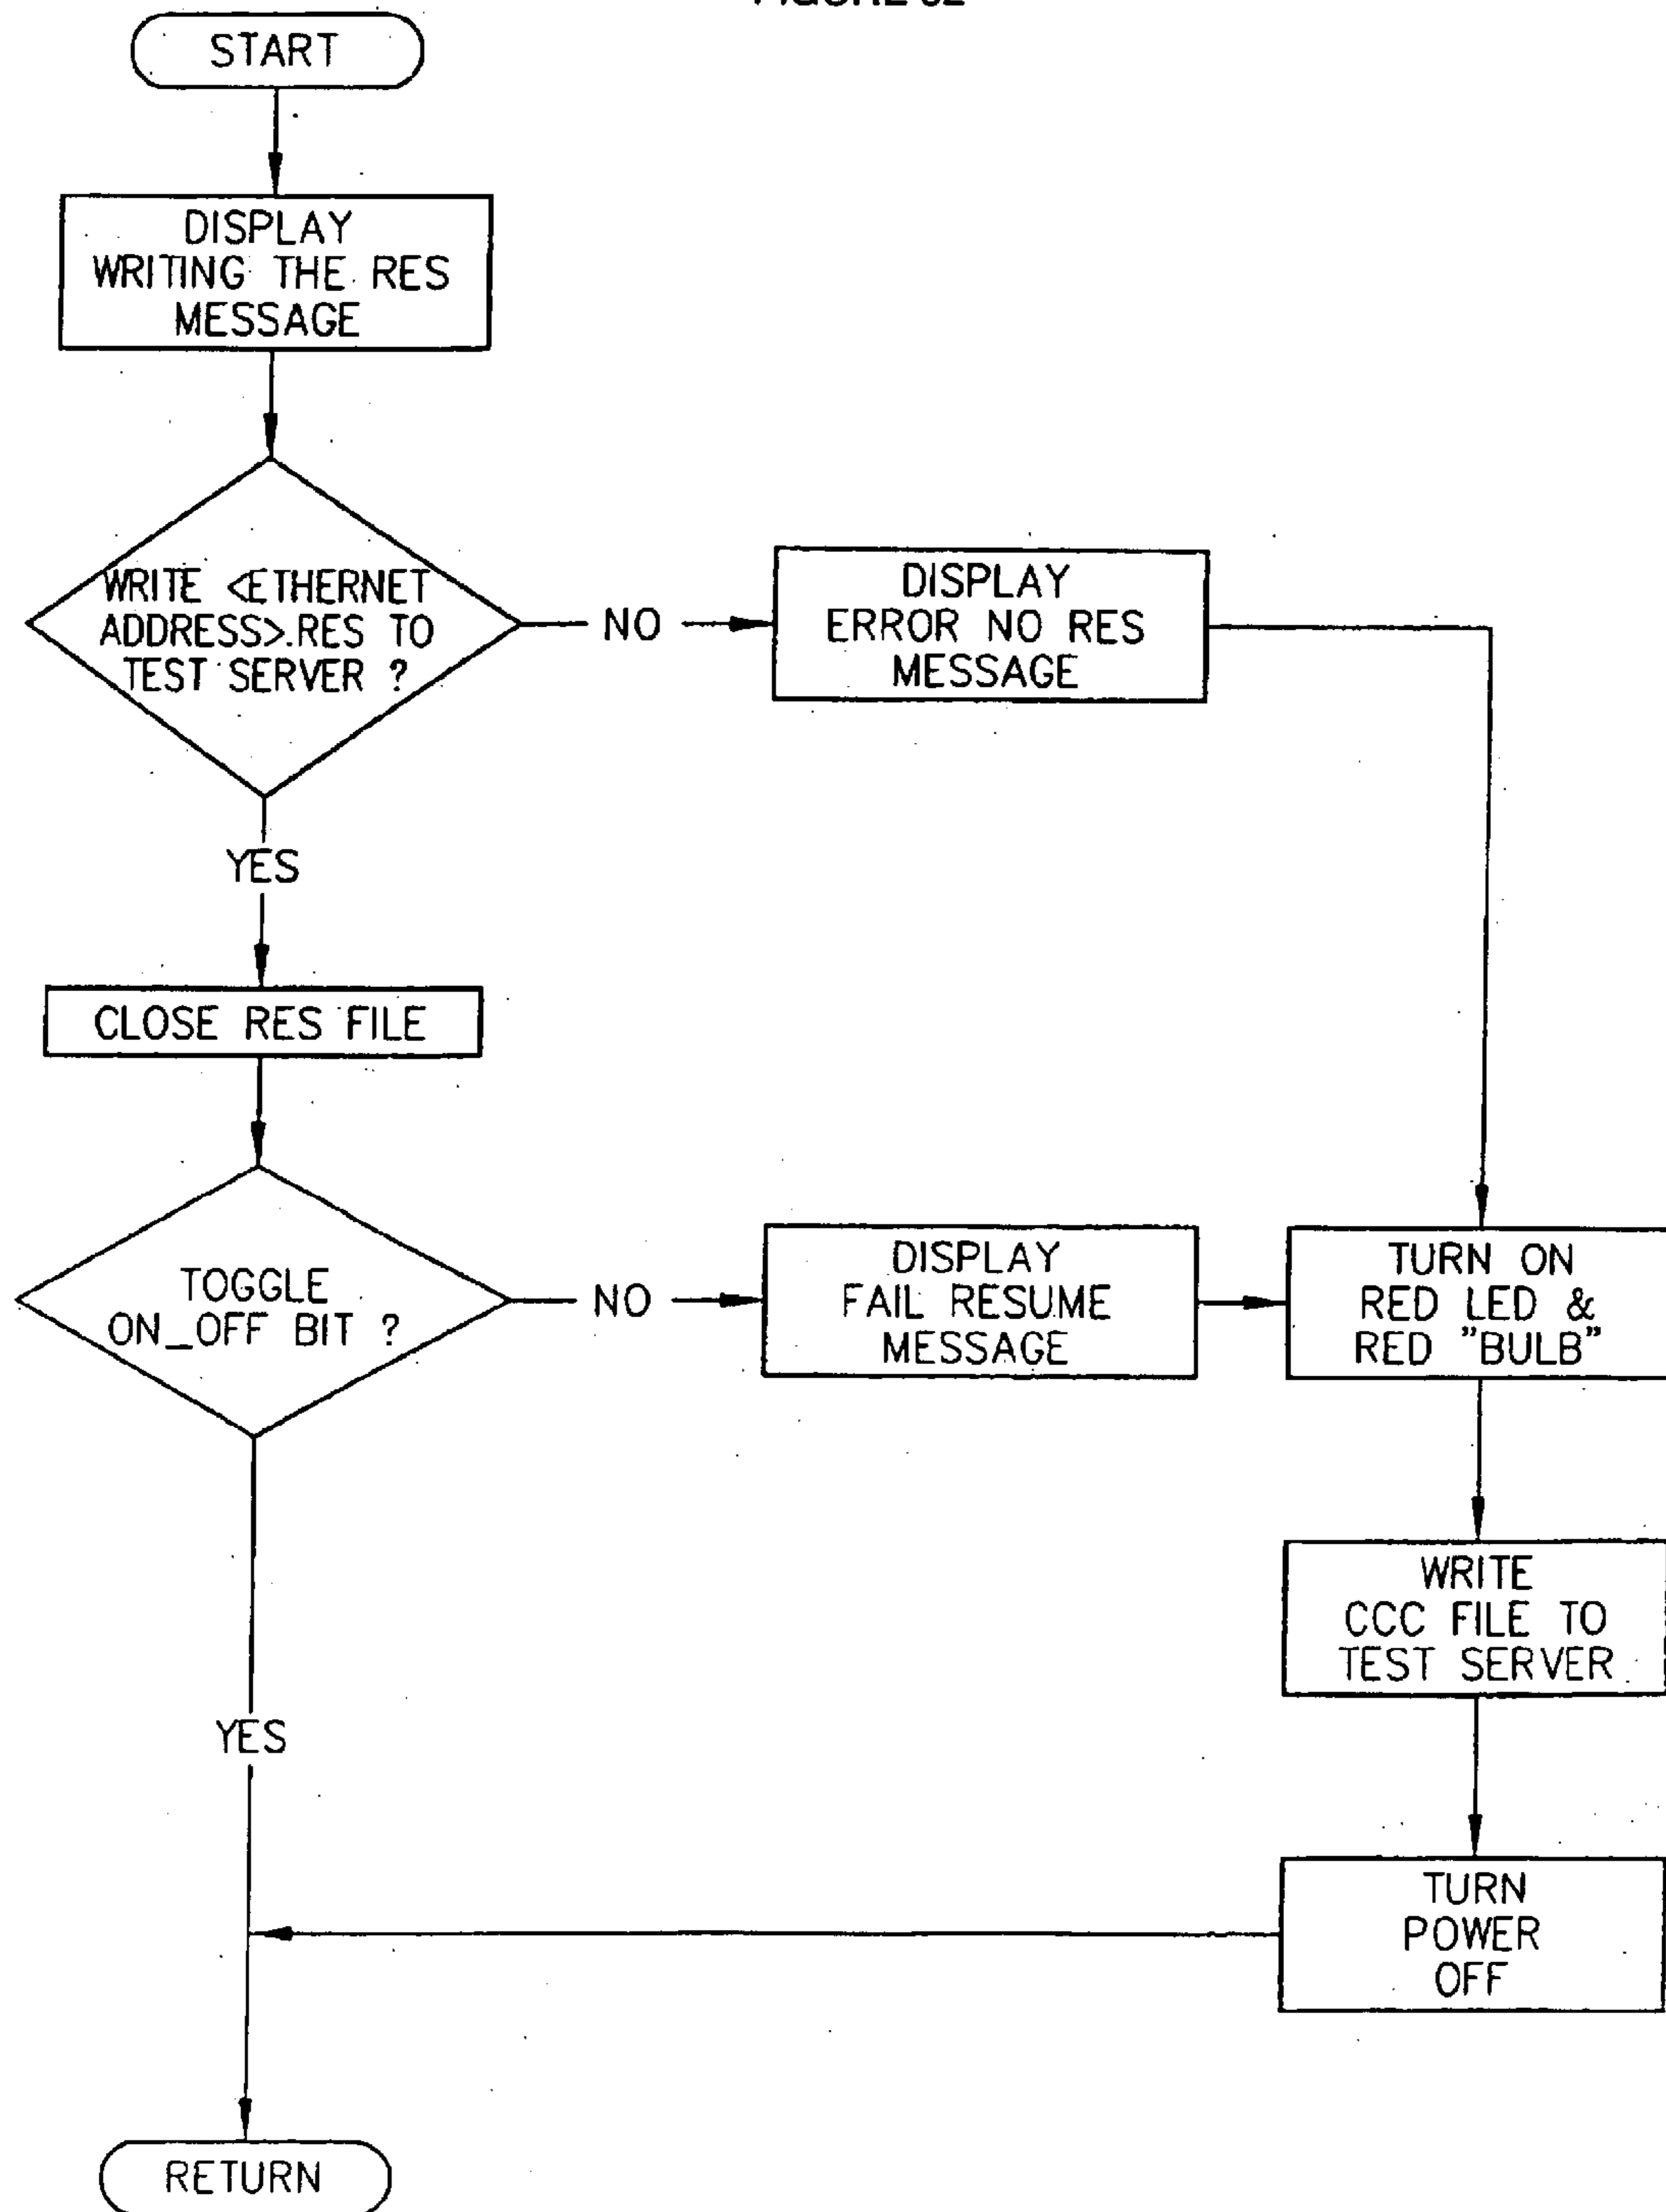 START
DISPLAY
WRITING THE RES
MESSAGE
WRITE <ETHERNET
ADDRESS>.RES TO
TEST SERVER ?
NO
DISPLAY
ERROR NO RES
MESSAGE
YES
CLOSE RES FILE
TOGGLE
ON_OFF BIT ?
NO
DISPLAY
FAIL RESUME
MESSAGE
TURN ON
RED LED &
RED "BULB"
WRITE
CCC FILE TO
TEST SERVER
YES
TURN
POWER
OFF
RETURN